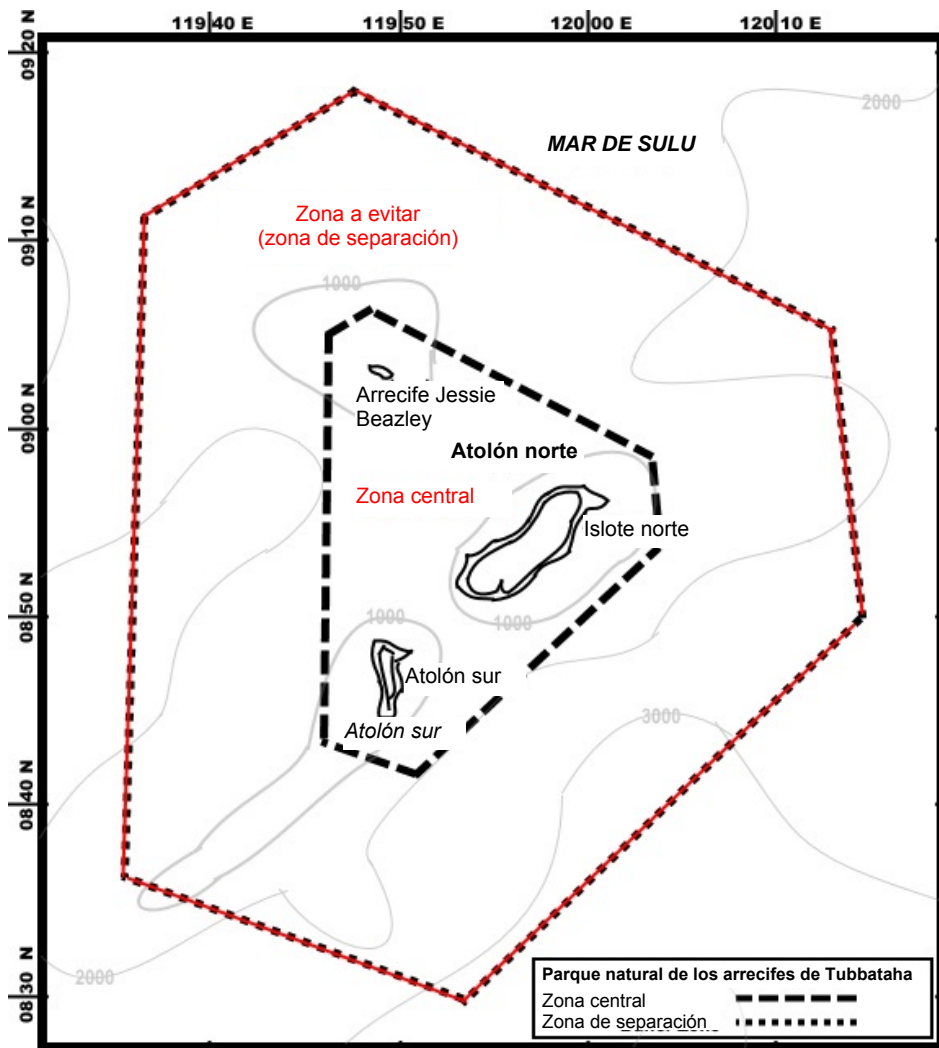 119 40 E
119 50 E
120 00 E
120 10 E
09 20 N
2000
MAR DE SULU
Zona a evitar
(zona de separación)
09 10 N
1000
Arrecife Jessie
Beazley
09 00 N
Atolón norte
Zona central
Islote norte
08 50 N
1000
1000
Atolón sur
3000
Atolón sur
08 40 N
2000
08 30 N
Parque natural de los arrecifes de Tubbataha
Zona central
Zona de separación